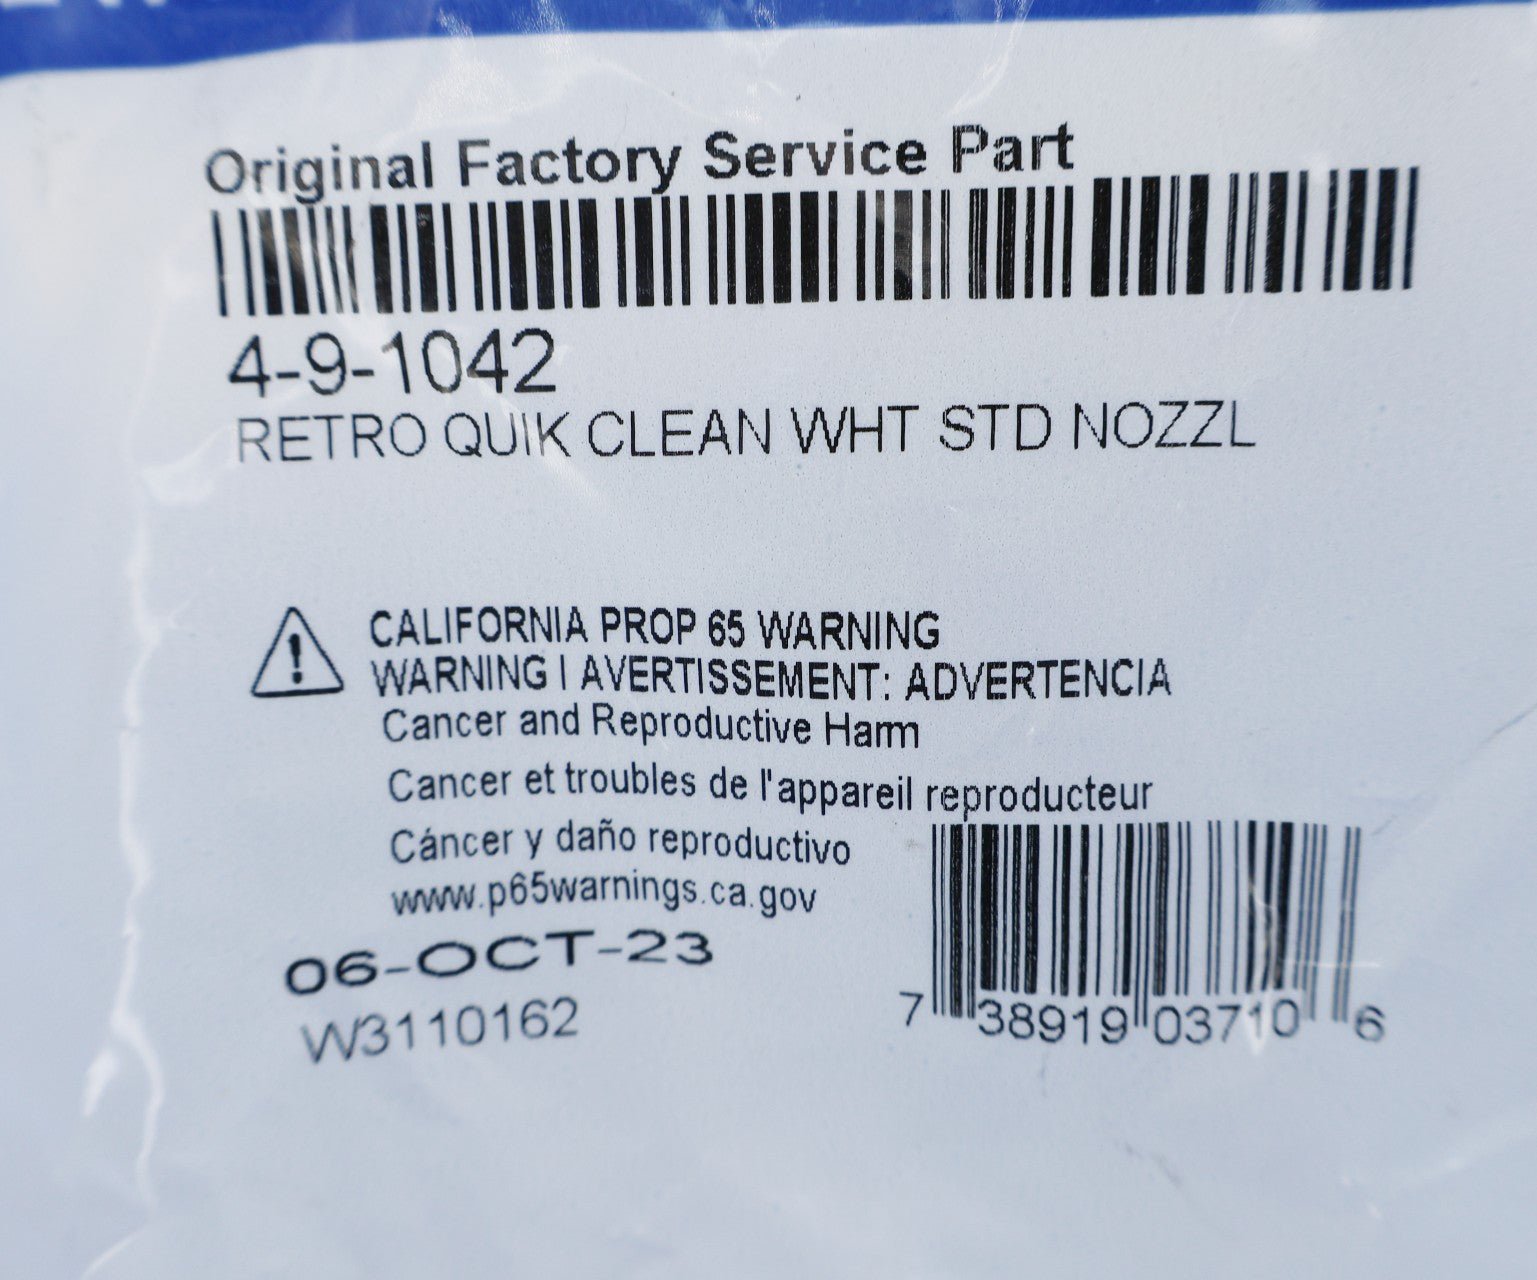 Original Factory Service Part
4-9-1042
RETRO QUIK CLEAN WHT STD NOZZL
CALIFORNIA PROP 65 WARNING
WARNING I AVERTISSEMENT: ADVERTENCIA
Cancer and Reproductive Harm
Cancer et troubles de l'appareil reproducteur
Cáncer y daño reproductivo
www.p65warnings.ca.gov
06-OCT-23
W3110162
7 38919 03710 6